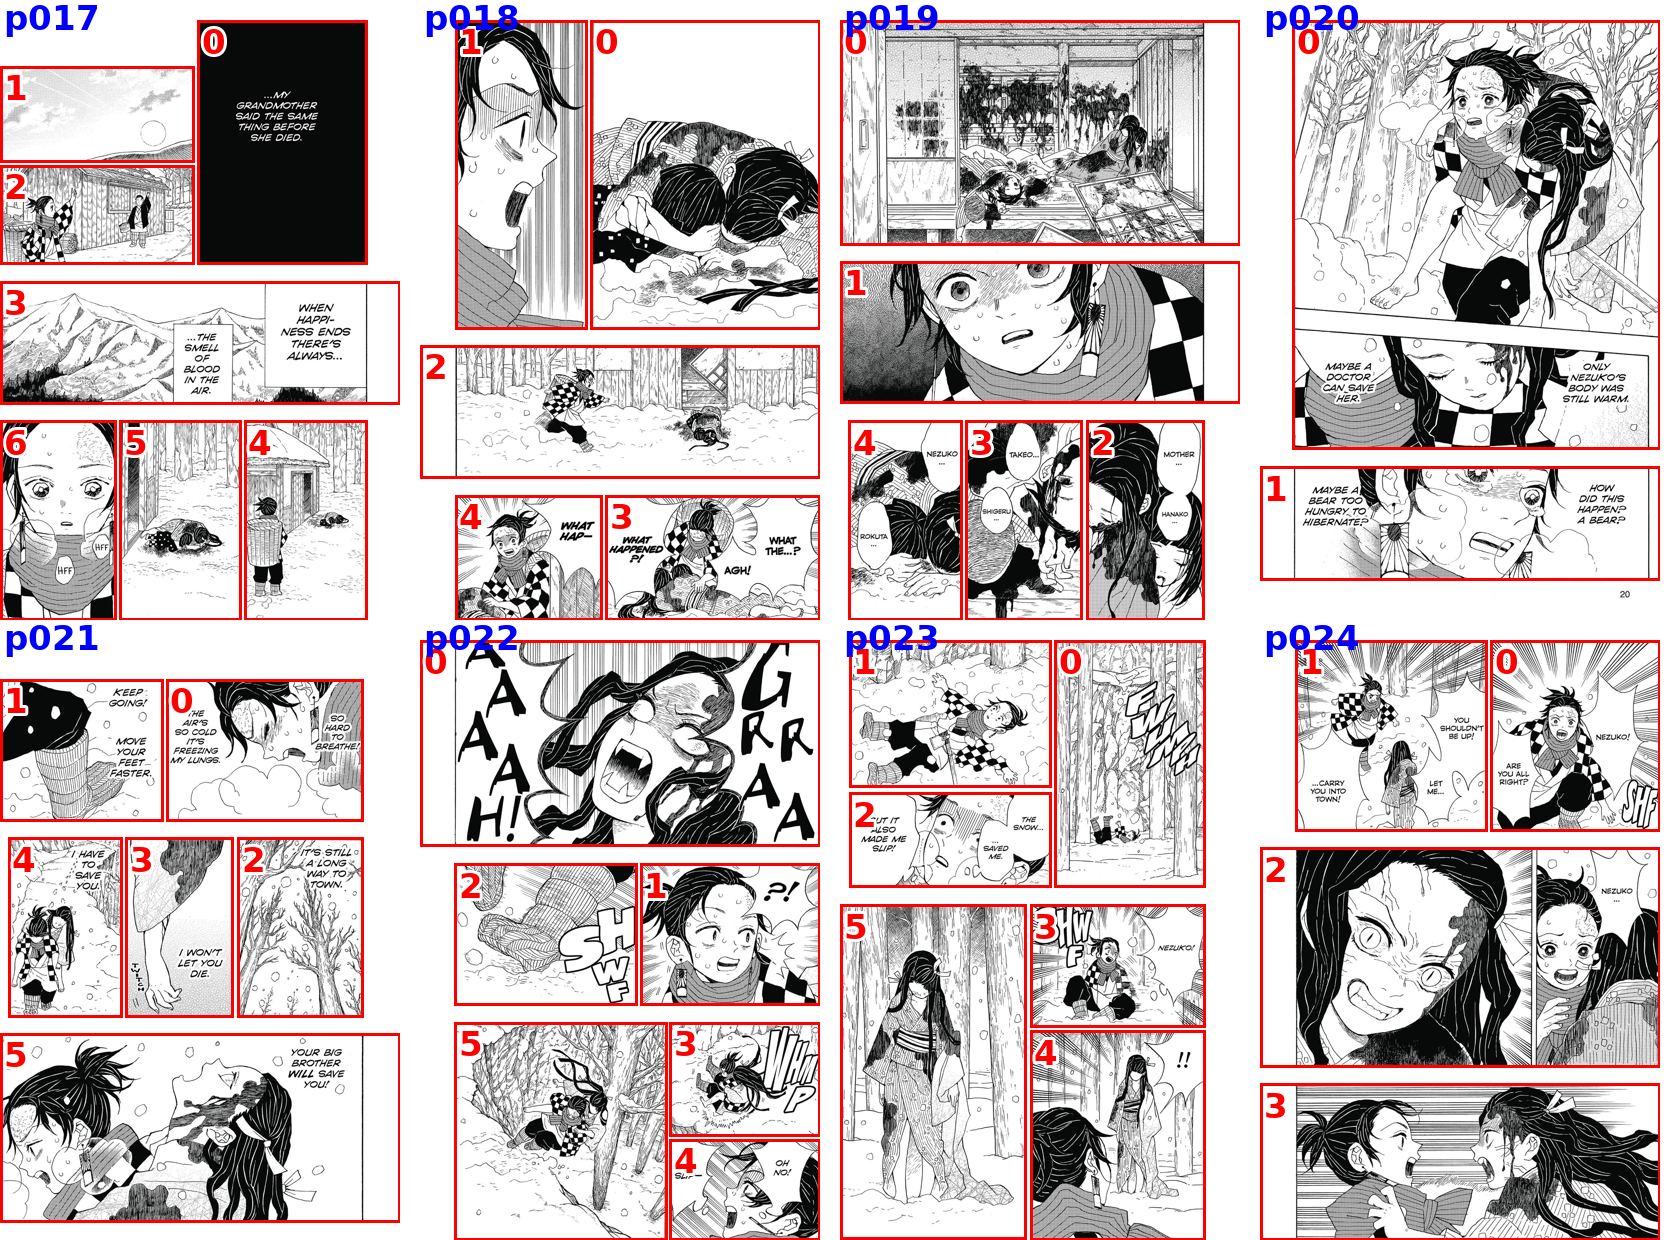 p017
0
...MY
GRANDMOTHER
SAID THE SAME
THING BEFORE
SHE DIED.
1
2
3
WHEN
HAPPI-
NESS ENDS
THERE'S
ALWAYS...
...THE
SMELL
OF
BLOOD
IN THE
AIR.
4
5
6
HFF
HFF
p018
0
1
2
3
WHAT
THE...?
AGH!
WHAT
HAPPENED
?!
4
WHAT
HAP—
p019
0
1
2
MOTHER
...
HANAKO
...
3
TAKEO...
SHIGERU
...
4
NEZUKO
...
ROKUTA
...
p020
0
ONLY
NEZUKO'S
BODY WAS
STILL WARM.
MAYBE A
DOCTOR
CAN SAVE
HER.
1
HOW
DID THIS
HAPPEN?
A BEAR?
MAYBE A
BEAR TOO
HUNGRY TO
HIBERNATE?
20
p021
0
SO
HARD
TO
BREATHE!
THE
AIR'S
SO COLD
IT'S
FREEZING
MY LUNGS.
1
KEEP
GOING!
MOVE
YOUR
FEET
FASTER.
2
IT'S STILL
A LONG
WAY TO
TOWN.
3
I WON'T
LET YOU
DIE.
TWITCH
4
I HAVE
TO
SAVE
YOU.
5
YOUR BIG
BROTHER
WILL SAVE
YOU!
p022
0
GRRAA
AAAAH!
1
?!
2
SHWF
3
WHMP
4
OH
NO!
5
p023
0
FWUMP
1
2
THE
SNOW...
...
SAVED
ME.
BUT IT
ALSO
MADE ME
SLIP!
3
SHWF
NEZUKO!
4
!!
5
p024
0
NEZUKO!
ARE
YOU ALL
RIGHT?
SHF
1
YOU
SHOULDN'T
BE UP!
LET
ME...
...CARRY
YOU INTO
TOWN!
2
NEZUKO
...
3